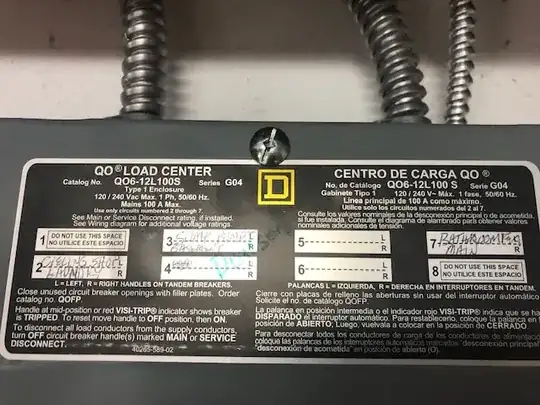 QO® LOAD CENTER
Catalog No. QO6-12L100S Series G04
Type 1 Enclosure
120 / 240 Vac Max. 1 Ph, 50/60 Hz.
Mains 100 A Max.
Use only circuits numbered 2 through 7.
See Main or Service Disconnect rating, if installed.
See Wiring diagram for additional voltage ratings.
1 DO NOT USE THIS SPACE
NO UTILICE ESTE ESPACIO
2 L
LAUNDRY R
3 L
R
4 L
R
L = LEFT, R = RIGHT HANDLES ON TANDEM BREAKERS.
Close unused circuit breaker openings with filler plates. Order
catalog no. QOFP.
Handle at mid-position or red VISI-TRIP® indicator shows breaker
is TRIPPED. To reset move handle to OFF position, then ON.
To disconnect all load conductors from the supply conductors,
turn OFF circuit breaker handle(s) marked MAIN or SERVICE
DISCONNECT.
40265-589-02
CENTRO DE CARGA QO®
No. de Catálogo QO6-12L100 S Serie G04
Gabinete Tipo 1 120 / 240 V~ Máx. 1 fase, 50/60 Hz.
Línea principal de 100 A como máximo.
Utilice solo los circuitos numerados del 2 al 7.
Consulte los valores nominales de la desconexión principal o de acometida,
si fue instalada. Consulte el diagrama de alambrado para obtener valores
nominales adicionales de tensión.
5 L
R
6 L
R
7 BATHROOM L
MAIN R
8 DO NOT USE THIS SPACE
NO UTILICE ESTE ESPACIO
PALANCAS L = IZQUIERDA, R = DERECHA EN INTERRUPTORES EN TANDEM.
Cierre con placas de relleno las aberturas sin usar del interruptor automático
Solicite el no. de catálogo QOFP.
La palanca en posición intermedia o el indicador rojo VISI-TRIP® indica que se ha
DISPARADO el interruptor automático. Para restablecerlo, coloque la palanca en
la posición de ABIERTO; Luego, vuelva a colocar en la posición de CERRADO.
Para desconectar todos los conductores de carga de los conductores de alimentación
coloque las palancas de los interruptores automáticos marcados "desconexión principal"
"desconexión de acometida" en posición de abierto (O).